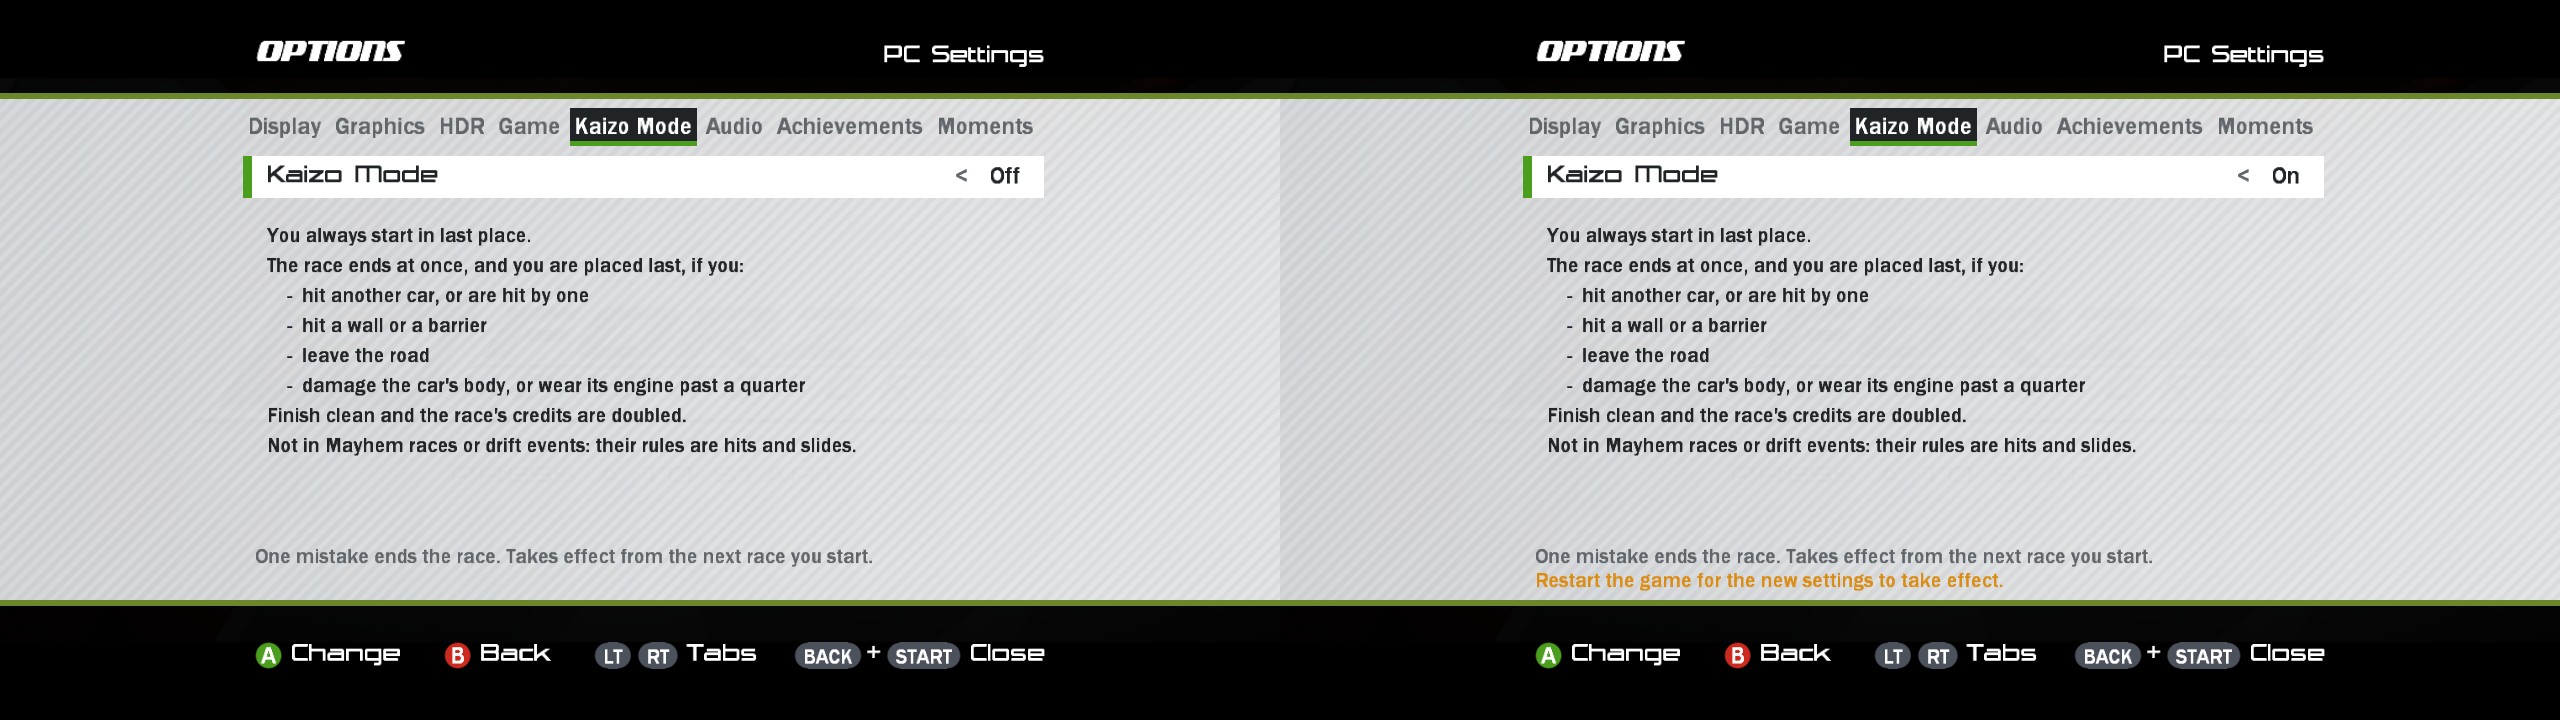 OPTIONS
PC Settings
Display Graphics HDR Game Kaizo Mode Audio Achievements Moments
Kaizo Mode < Off
You always start in last place.
The race ends at once, and you are placed last, if you:
- hit another car, or are hit by one
- hit a wall or a barrier
- leave the road
- damage the car's body, or wear its engine past a quarter
Finish clean and the race's credits are doubled.
Not in Mayhem races or drift events: their rules are hits and slides.
One mistake ends the race. Takes effect from the next race you start.
A Change B Back LT RT Tabs BACK + START Close
OPTIONS
PC Settings
Display Graphics HDR Game Kaizo Mode Audio Achievements Moments
Kaizo Mode < On
You always start in last place.
The race ends at once, and you are placed last, if you:
- hit another car, or are hit by one
- hit a wall or a barrier
- leave the road
- damage the car's body, or wear its engine past a quarter
Finish clean and the race's credits are doubled.
Not in Mayhem races or drift events: their rules are hits and slides.
One mistake ends the race. Takes effect from the next race you start.
Restart the game for the new settings to take effect.
A Change B Back LT RT Tabs BACK + START Close